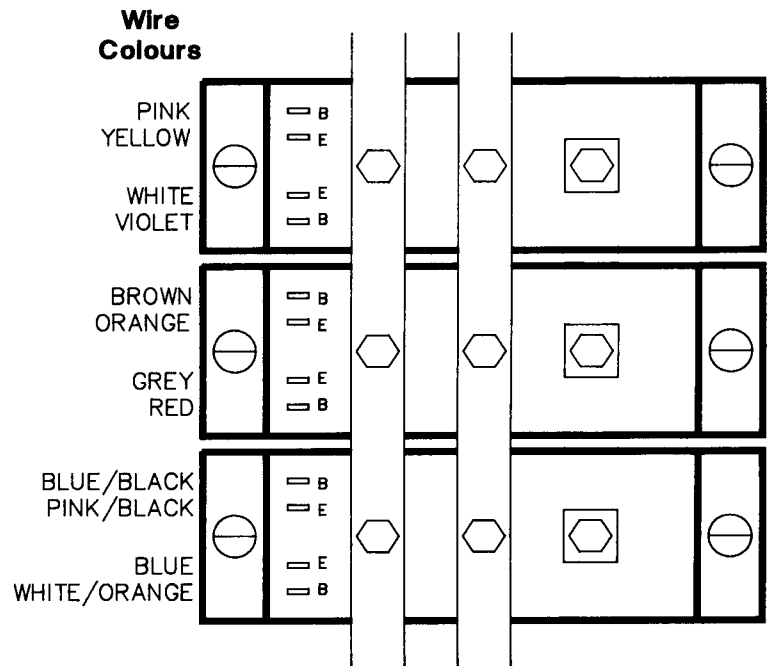 Wire
Colours
PINK B
YELLOW E
WHITE E
VIOLET B
BROWN B
ORANGE E
GREY E
RED B
BLUE/BLACK B
PINK/BLACK E
BLUE E
WHITE/ORANGE B